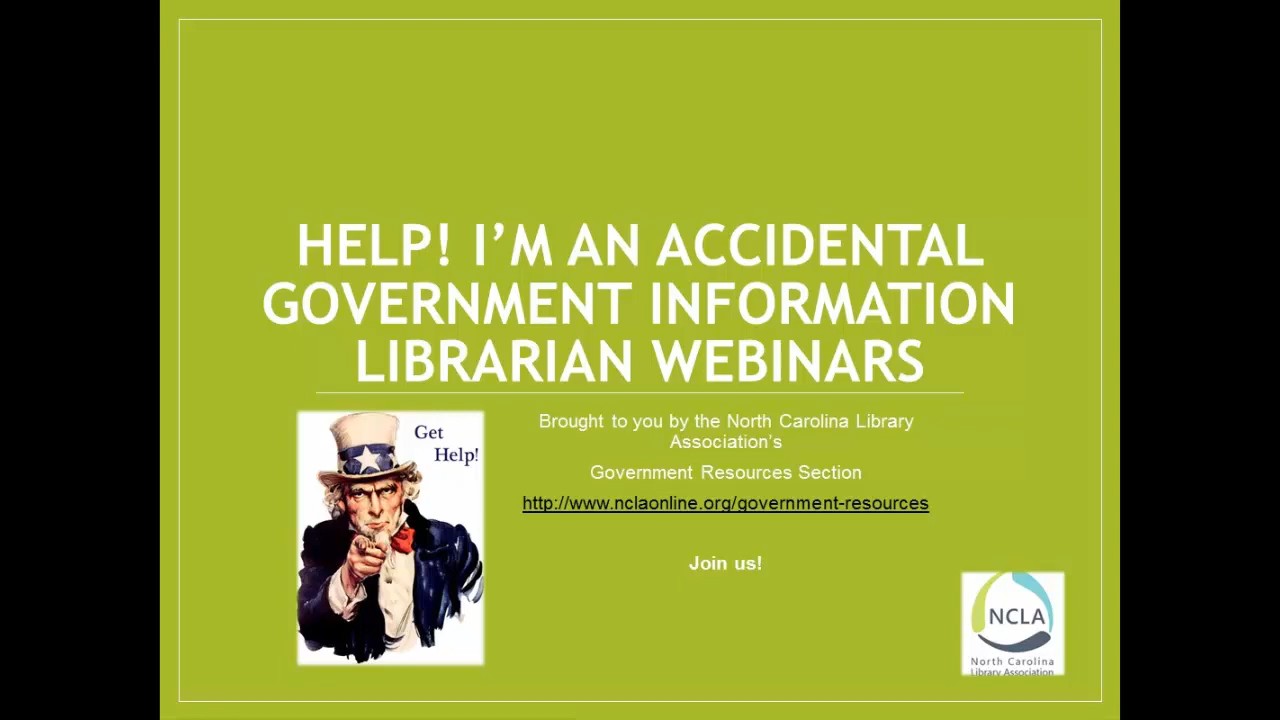 HELP! I’M AN ACCIDENTAL
GOVERNMENT INFORMATION
LIBRARIAN WEBINARS
Get
Help!
Brought to you by the North Carolina Library
Association’s
Government Resources Section
http://www.nclaonline.org/government-resources
Join us!
NCLA
North Carolina
Library Association